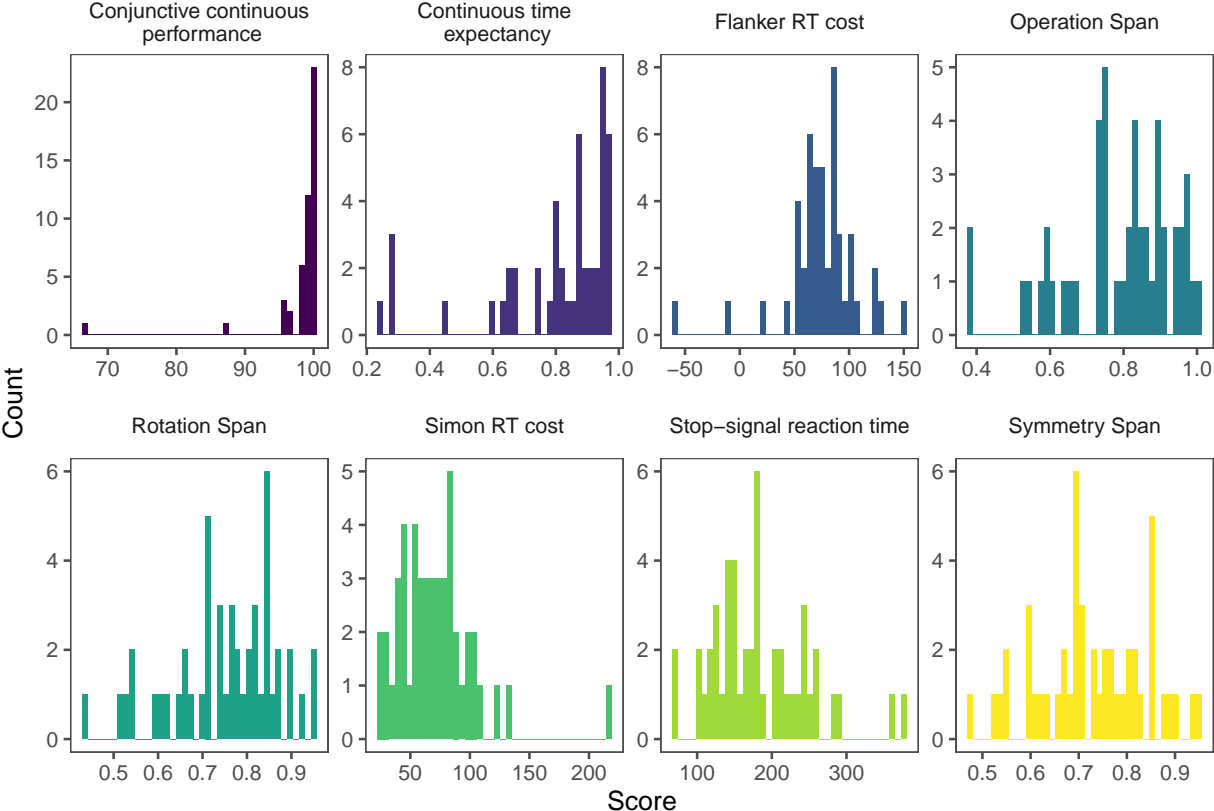 Conjunctive continuous
performance
Continuous time
expectancy
Flanker RT cost
Operation Span
20
15
10
5
0
70 80 90 100
8
6
4
2
0
0.2 0.4 0.6 0.8 1.0
8
6
4
2
0
−50 0 50 100 150
5
4
3
2
1
0
0.4 0.6 0.8 1.0
Count
Rotation Span
Simon RT cost
Stop−signal reaction time
Symmetry Span
6
4
2
0
0.5 0.6 0.7 0.8 0.9
5
4
3
2
1
0
50 100 150 200
6
4
2
0
100 200 300
6
4
2
0
0.5 0.6 0.7 0.8 0.9
Score